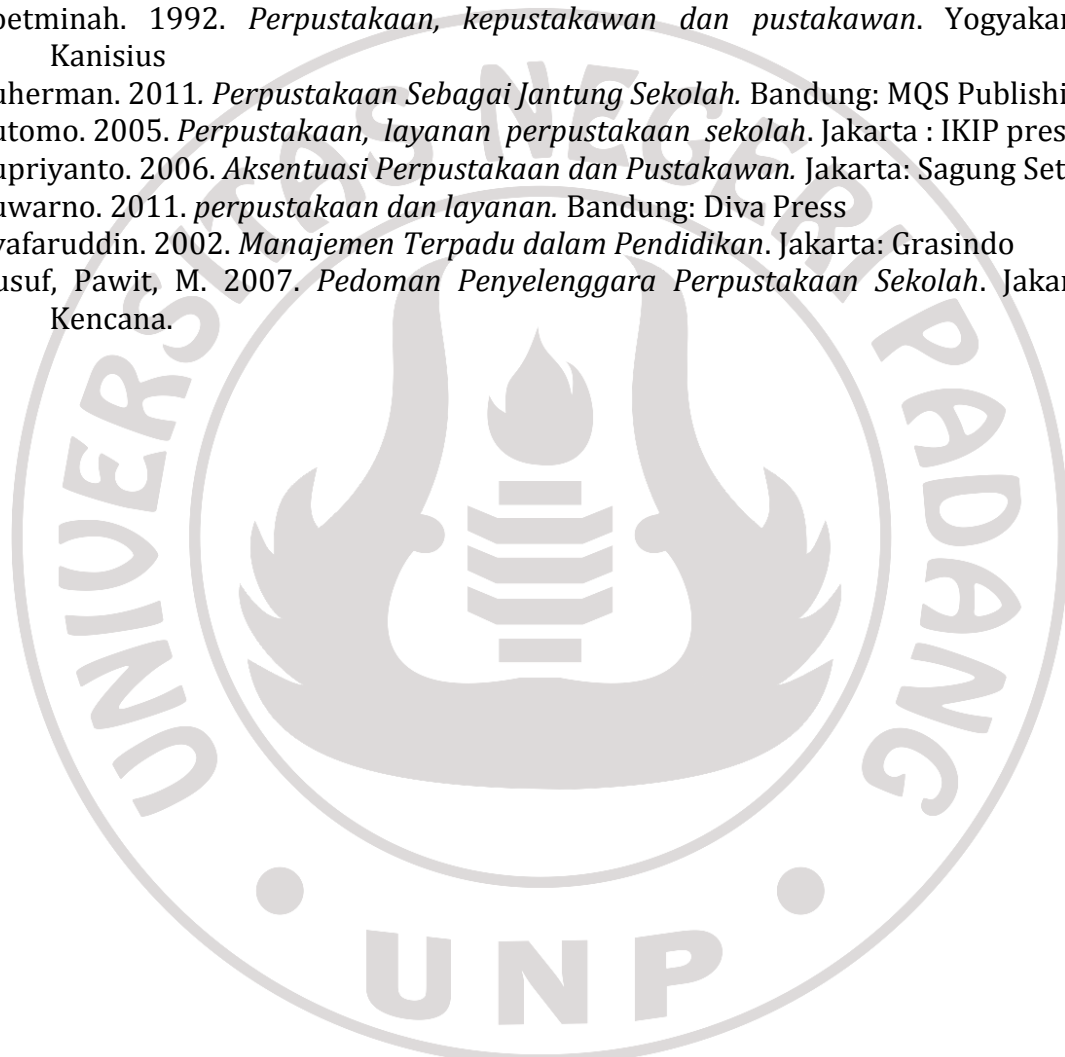 oetminah. 1992. Perpustakaan, kepustakawan dan pustakawan. Yogyakar
Kanisius
uherman. 2011. Perpustakaan Sebagai Jantung Sekolah. Bandung: MQS Publishi
utomo. 2005. Perpustakaan, layanan perpustakaan sekolah. Jakarta : IKIP pres
upriyanto. 2006. Aksentuasi Perpustakaan dan Pustakawan. Jakarta: Sagung Set
uwarno. 2011. perpustakaan dan layanan. Bandung: Diva Press
yafaruddin. 2002. Manajemen Terpadu dalam Pendidikan. Jakarta: Grasindo
usuf, Pawit, M. 2007. Pedoman Penyelenggara Perpustakaan Sekolah. Jakar
Kencana.
UNIVERSITAS NEGERI PADANG
UNP